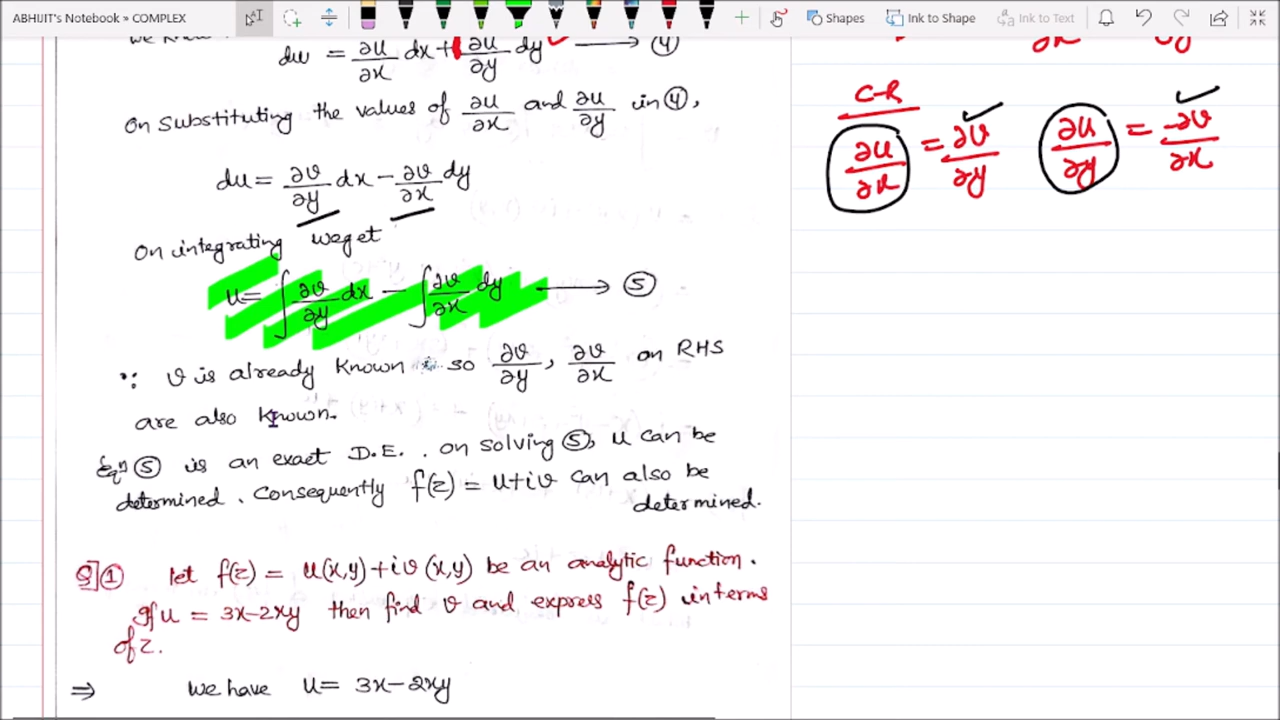 ABHIJIT's Notebook » COMPLEX
Shapes
Ink to Shape
Ink to Text
we know
du = ∂u/∂x dx + ∂u/∂y dy → ④
On substituting the values of ∂u/∂x and ∂u/∂y in ④,
du = ∂v/∂y dx − ∂v/∂x dy
On integrating we get
u = ∫ ∂v/∂y dx − ∫ ∂v/∂x dy → ⑤
∵ v is already known so ∂v/∂y, ∂v/∂x on RHS
are also known.
Eqⁿ ⑤ is an exact D.E. . on solving ⑤, u can be
determined. Consequently f(z) = u+iv can also be
determined.
Q] ① let f(z) = u(x,y)+iv(x,y) be an analytic function.
If u = 3x−2xy then find v and express f(z) in terms
of z.
⇒ We have u = 3x−2xy
C-R
∂u/∂x = ∂v/∂y ∂u/∂y = −∂v/∂x